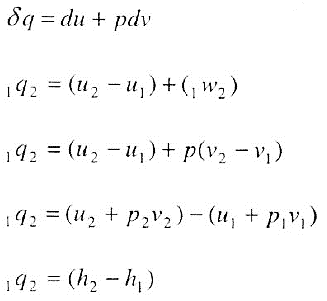 δq = du + pdv
₁q₂ = (u₂ − u₁) + (₁w₂)
₁q₂ = (u₂ − u₁) + p(v₂ − v₁)
₁q₂ = (u₂ + p₂v₂) − (u₁ + p₁v₁)
₁q₂ = (h₂ − h₁)